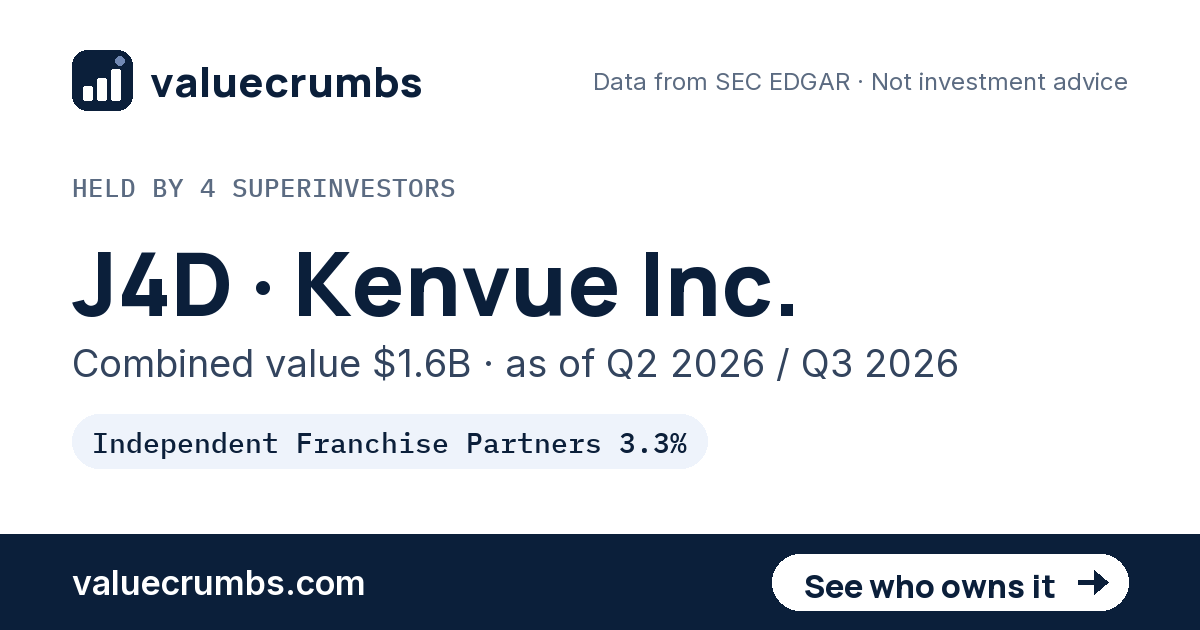 valuecrumbs
Data from SEC EDGAR · Not investment advice
HELD BY 4 SUPERINVESTORS
J4D · Kenvue Inc.
Combined value $1.6B · as of Q2 2026 / Q3 2026
Independent Franchise Partners 3.3%
valuecrumbs.com
See who owns it →